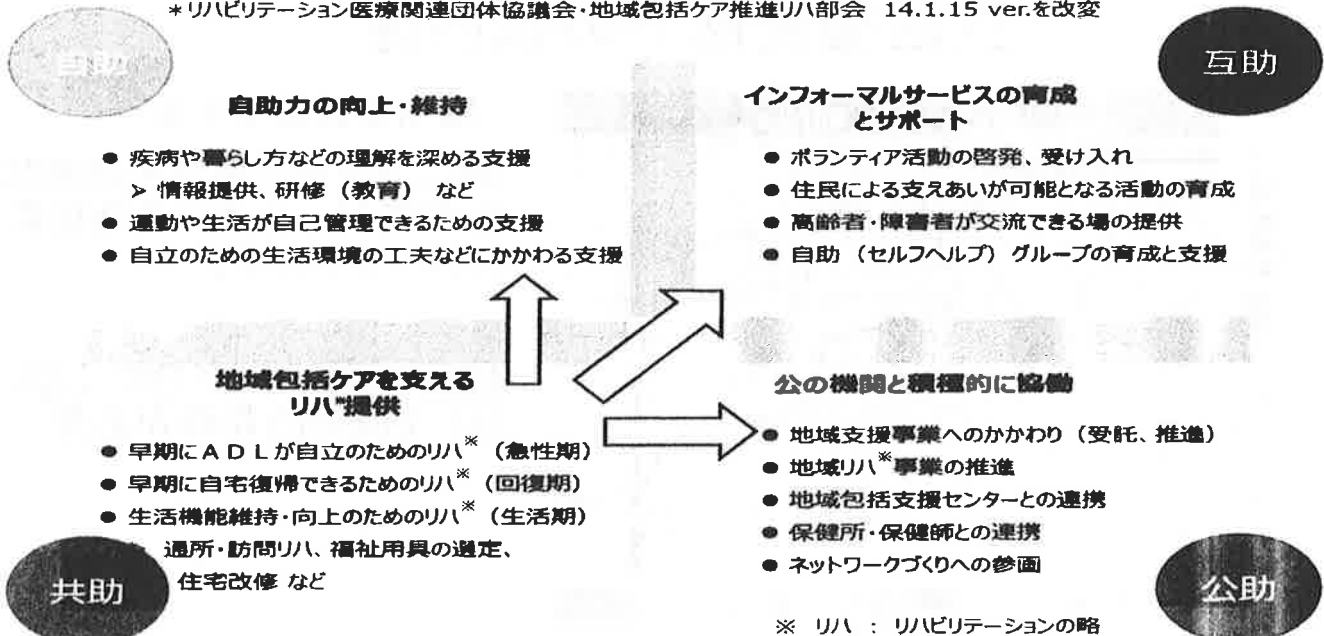 *リハビリテーション医療関連団体協議会・地域包括ケア推進リハ部会 14.1.15 ver.を改変
自助
自助力の向上・維持
● 疾病や暮らし方などの理解を深める支援
➢ 情報提供、研修（教育） など
● 運動や生活が自己管理できるための支援
● 自立のための生活環境の工夫などにかかわる支援
互助
インフォーマルサービスの育成
とサポート
● ボランティア活動の啓発、受け入れ
● 住民による支えあいが可能となる活動の育成
● 高齢者・障害者が交流できる場の提供
● 自助（セルフヘルプ）グループの育成と支援
地域包括ケアを支える
リハ※提供
● 早期にＡＤＬが自立のためのリハ※（急性期）
● 早期に自宅復帰できるためのリハ※（回復期）
● 生活機能維持・向上のためのリハ※（生活期）
通所・訪問リハ、福祉用具の選定、
住宅改修 など
共助
公の機関と積極的に協働
● 地域支援事業へのかかわり（受託、推進）
● 地域リハ※事業の推進
● 地域包括支援センターとの連携
● 保健所・保健師との連携
● ネットワークづくりへの参画
公助
※ リハ ： リハビリテーションの略